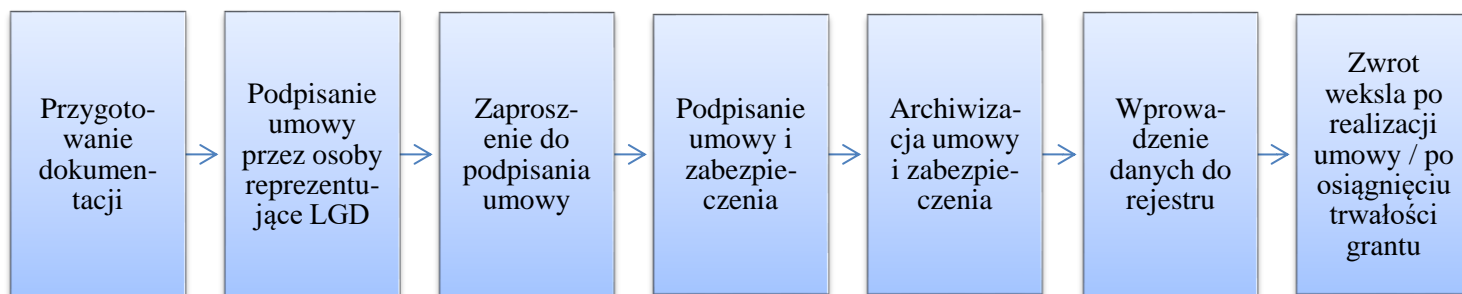 Przygoto-
wanie
dokumen-
tacji
Podpisanie
umowy
przez osoby
reprezentu-
jące LGD
Zaprosz-
enie do
podpisania
umowy
Podpisanie
umowy i
zabezpie-
czenia
Archiwiza-
cja umowy
i zabezpie-
czenia
Wprowa-
dzenie
danych do
rejestru
Zwrot
weksla po
realizacji
umowy / po
osiągnięciu
trwałości
grantu